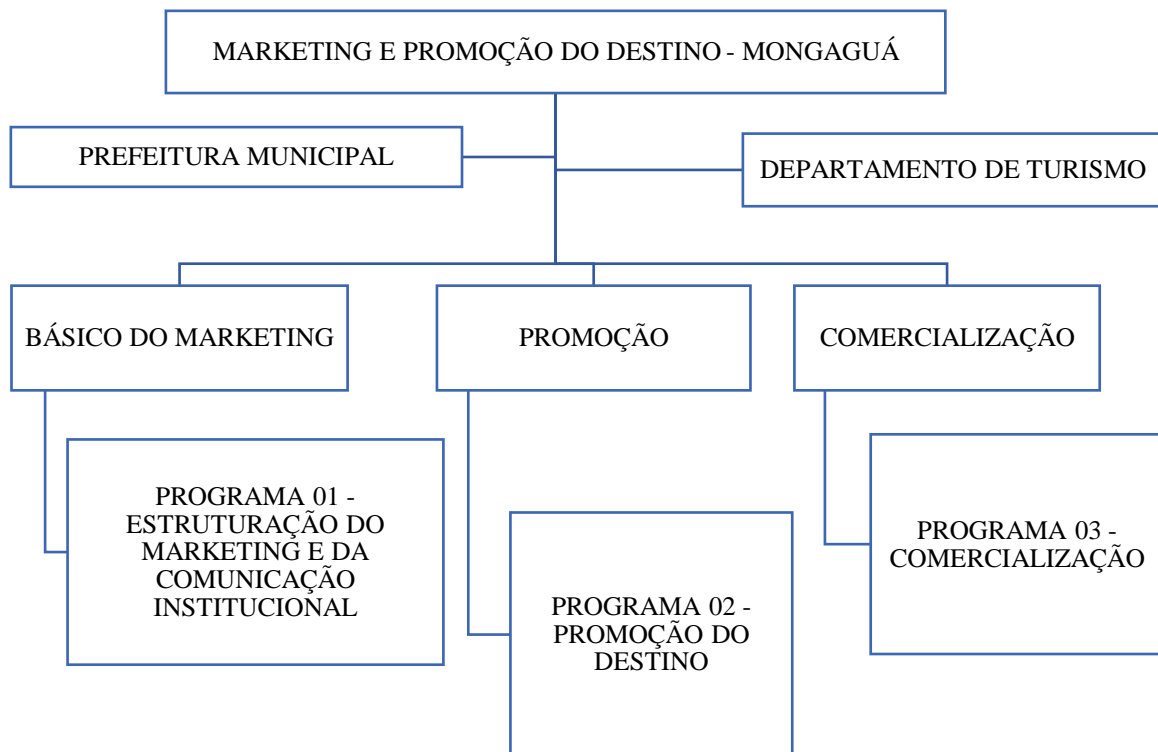 MARKETING E PROMOÇÃO DO DESTINO - MONGAGUÁ
PREFEITURA MUNICIPAL
DEPARTAMENTO DE TURISMO
BÁSICO DO MARKETING
PROMOÇÃO
COMERCIALIZAÇÃO
PROGRAMA 01 -
ESTRUTURAÇÃO DO
MARKETING E DA
COMUNICAÇÃO
INSTITUCIONAL
PROGRAMA 02 -
PROMOÇÃO DO
DESTINO
PROGRAMA 03 -
COMERCIALIZAÇÃO